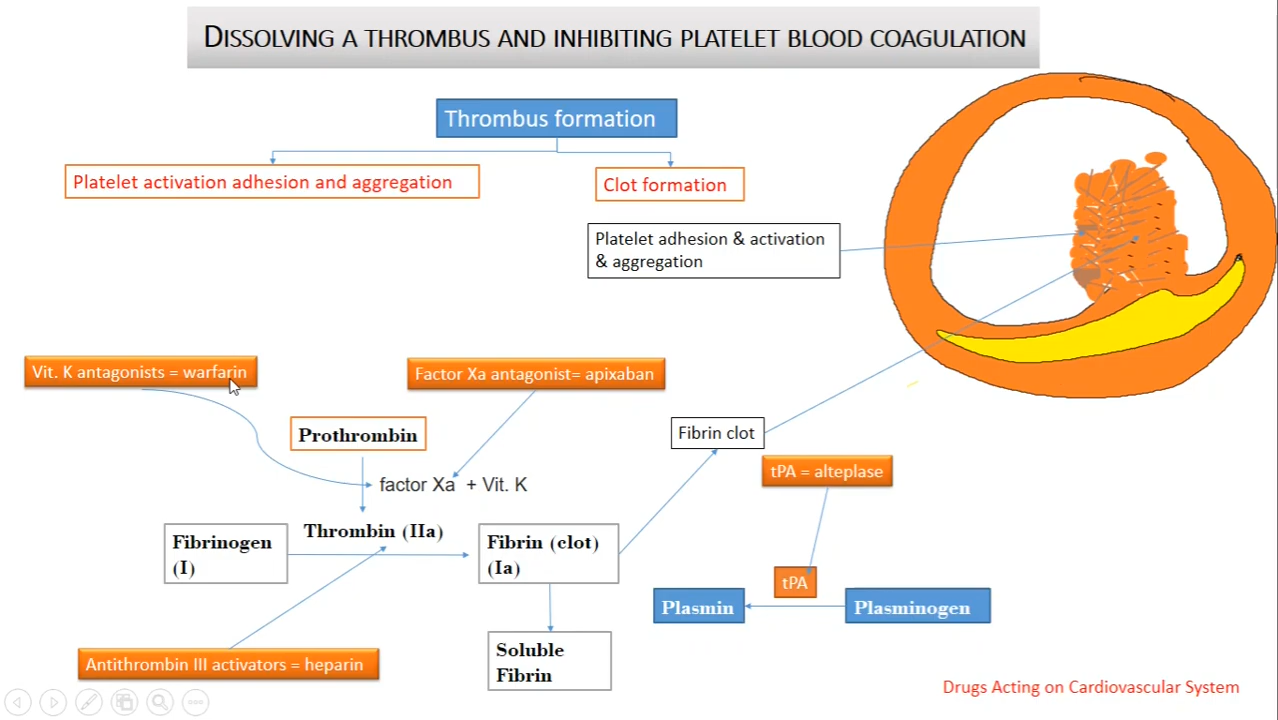 DISSOLVING A THROMBUS AND INHIBITING PLATELET BLOOD COAGULATION
Thrombus formation
Platelet activation adhesion and aggregation
Clot formation
Platelet adhesion & activation
& aggregation
Vit. K antagonists = warfarin
Factor Xa antagonist= apixaban
Prothrombin
Fibrin clot
tPA = alteplase
factor Xa + Vit. K
Thrombin (IIa)
Fibrinogen
(I)
Fibrin (clot)
(Ia)
tPA
Plasmin
Plasminogen
Soluble
Fibrin
Antithrombin III activators = heparin
Drugs Acting on Cardiovascular System